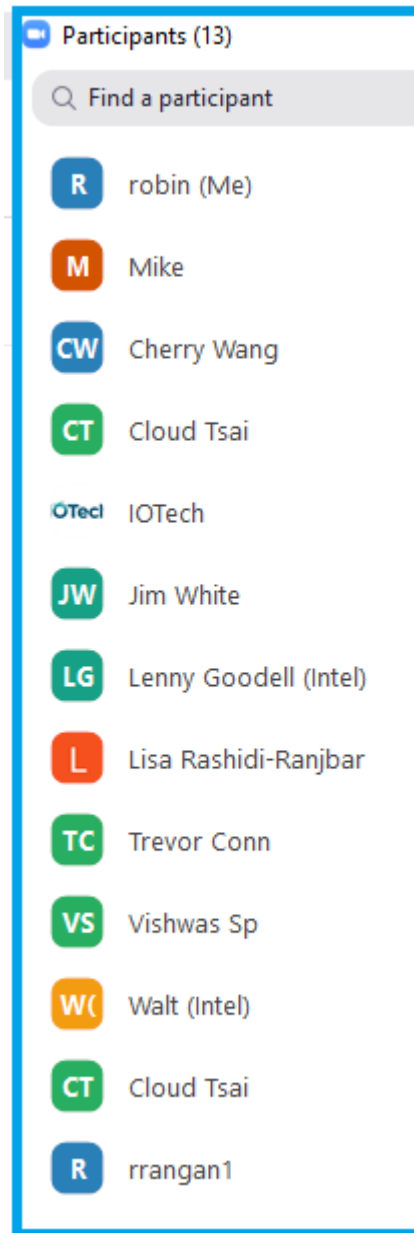 Participants (13)
Find a participant
R robin (Me)
M Mike
CW Cherry Wang
CT Cloud Tsai
IOTech
JW Jim White
LG Lenny Goodell (Intel)
L Lisa Rashidi-Ranjbar
TC Trevor Conn
VS Vishwas Sp
W( Walt (Intel)
CT Cloud Tsai
R rrangan1